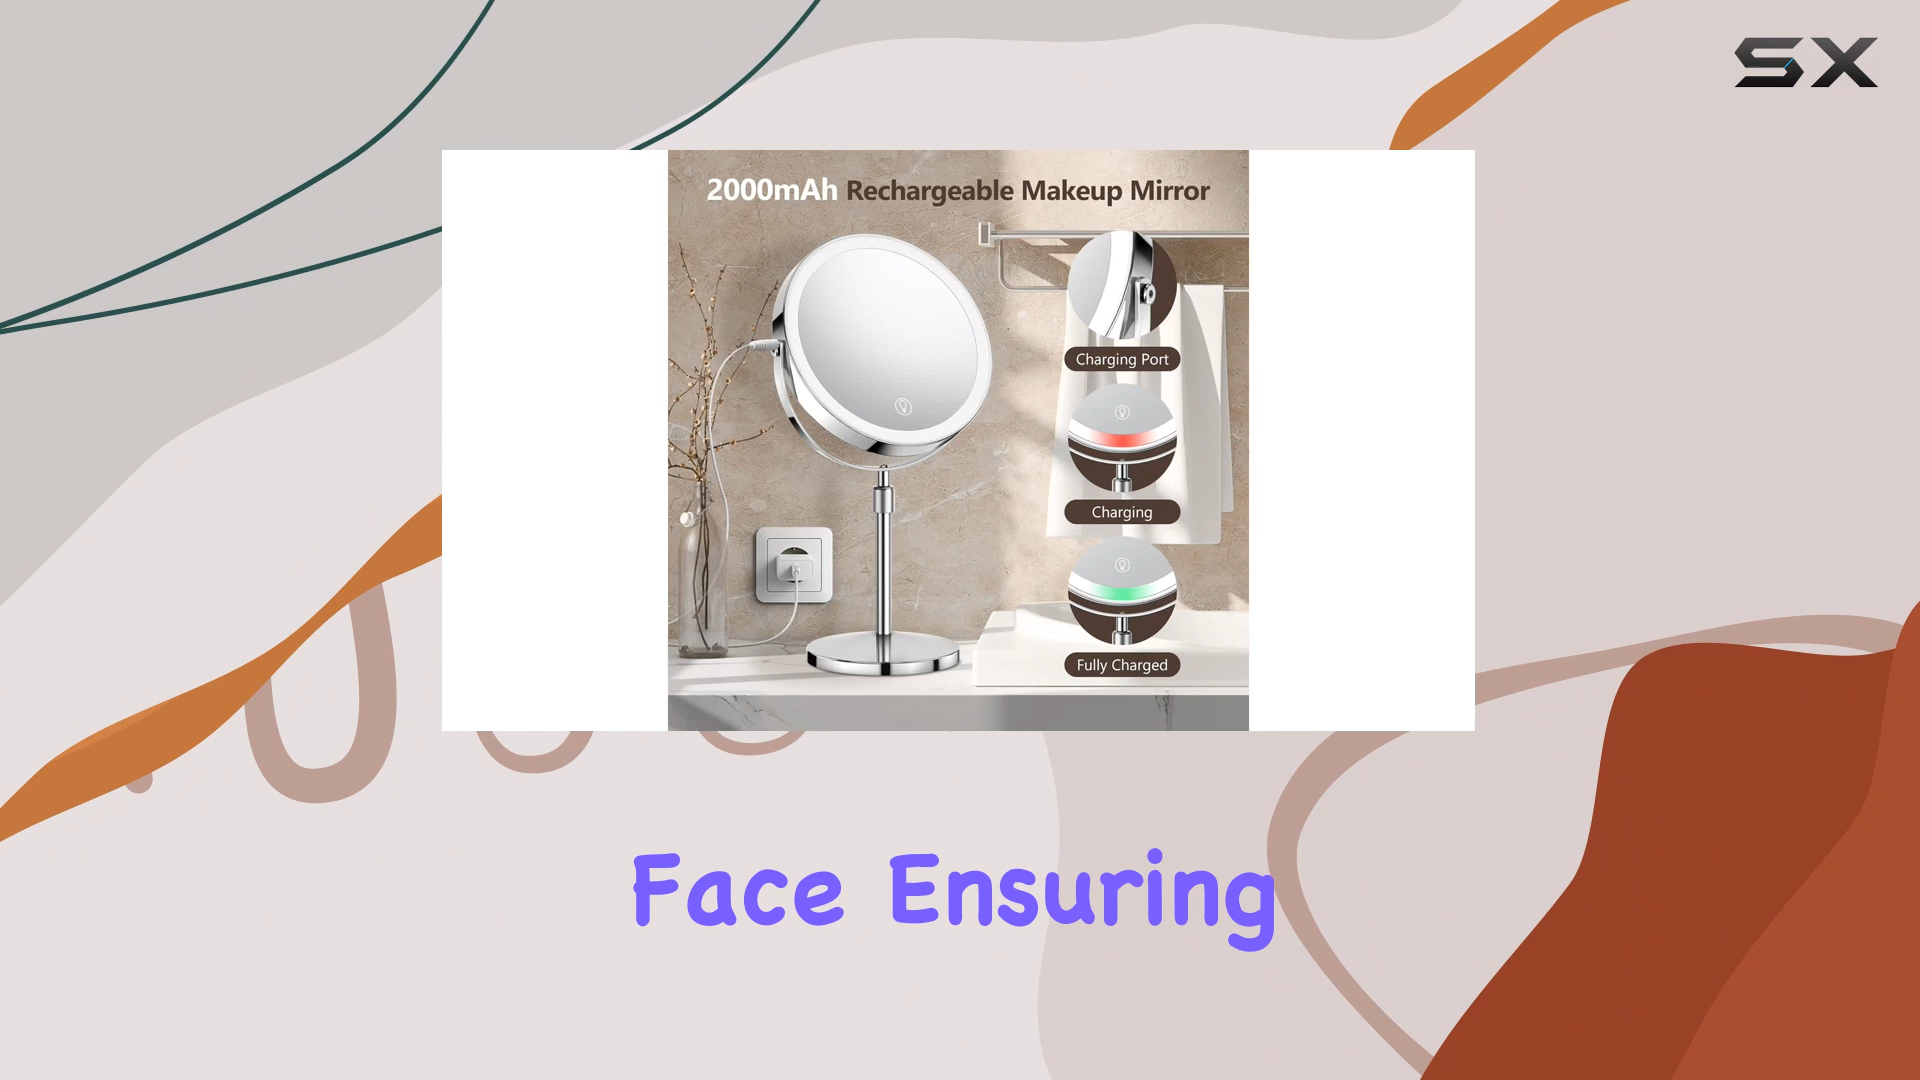 SX
2000mAh Rechargeable Makeup Mirror
Charging Port
Charging
Fully Charged
Face Ensuring